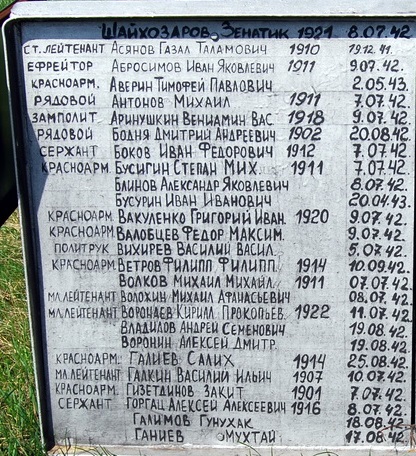 Шайхозаров Зенатик 1921 8.07.42
Ст. лейтенант Асянов Газал Таламович 1910 19.12.41.
Ефрейтор Абросимов Иван Яковлевич 1911 9.07.42.
Красноарм. Аверин Тимофей Павлович 2.05.43.
Рядовой Антонов Михаил 1911 7.07.42
Замполит Аринушкин Вениамин Вас. 1918 9.07.42.
Рядовой Бодня Дмитрий Андреевич 1902 20.08.42.
Сержант Боков Иван Федорович 1912 7.07.42.
Красноарм. Бусигин Степан Мих. 1911 7.07.42.
Блинов Александр Яковлевич 8.07.42
Бусурин Иван Иванович 20.04.43.
Красноарм Вакуленко Григорий Иван. 1920 9.07.42.
Красноарм. Валовцев Федор Максим. 9.07.42.
Политрук Вихирев Василий Васил. 5.07.42
Красноарм. Ветров Филипп Филипп. 1914 10.09.42.
Волков Михаил Михайл. 1911 07.07.42.
мл.лейтенант Волохин Михаил Афанасьевич 08.07.42.
мл.лейтенант Воронаев Кирилл Прокопьев. 1922 11.07.42
Владилов Андрей Семенович 19.08.42.
Воронин Алексей Дмитр. 19.08.42
Красноарм. Галиев Салих 1914 25.08.42
мл.лейтенант Галкин Василий Ильич 1907 10.07.42
Красноарм. Гизетдинов Закит 1901 7.07.42.
Сержант Горгац Алексей Алексеевич 1916 8.07.42.
Галимов Гунухак 18.08.42
Ганиев Мухтай 17.08.42